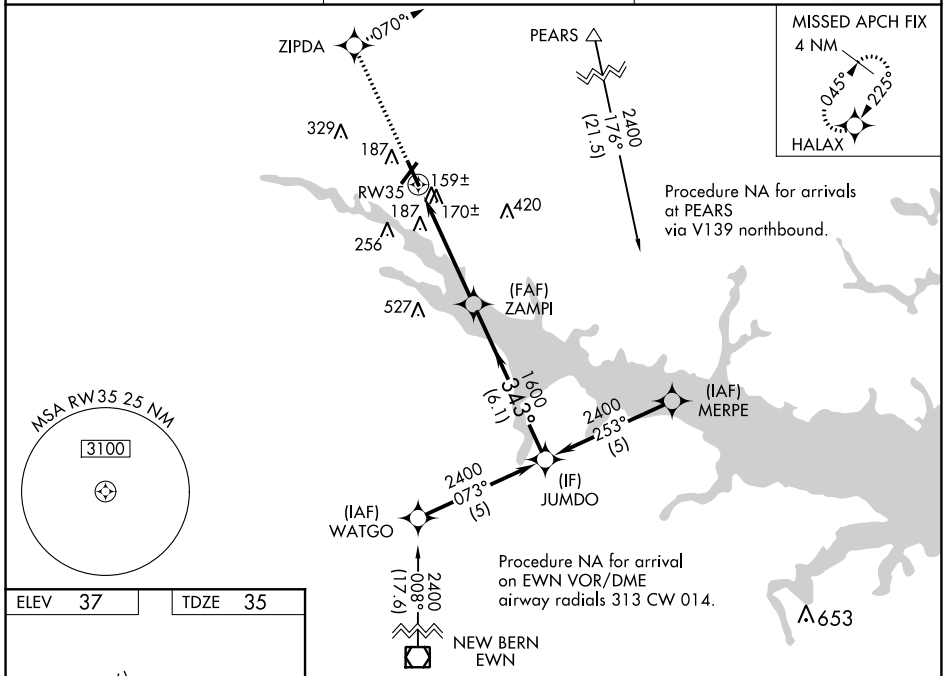 ZIPDA
070°
PEARS
MISSED APCH FIX
4 NM
045°
225°
HALAX
329
187
2400
176°
(21.5)
RW35
159±
170±
187
420
256
Procedure NA for arrivals
at PEARS
via V139 northbound.
527
(FAF)
ZAMPI
1600
343°
(6.1)
(IAF)
MERPE
2400
253°
(5)
MSA RW35 25 NM
3100
(IF)
JUMDO
2400
073°
(5)
(IAF)
WATGO
2400
008°
(17.6)
Procedure NA for arrival
on EWN VOR/DME
airway radials 313 CW 014.
653
NEW BERN
EWN
ELEV 37
TDZE 35